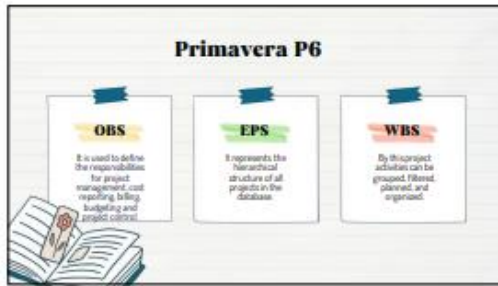 Primavera P6
OBS
It is used to define
the responsibilities
for project
management, cost
reporting, billing,
budgeting and
project control
EPS
It represents the
hierarchical
structure of all
projects in the
database.
WBS
By this project
activities can be
grouped, filtered,
planned, and
organized.